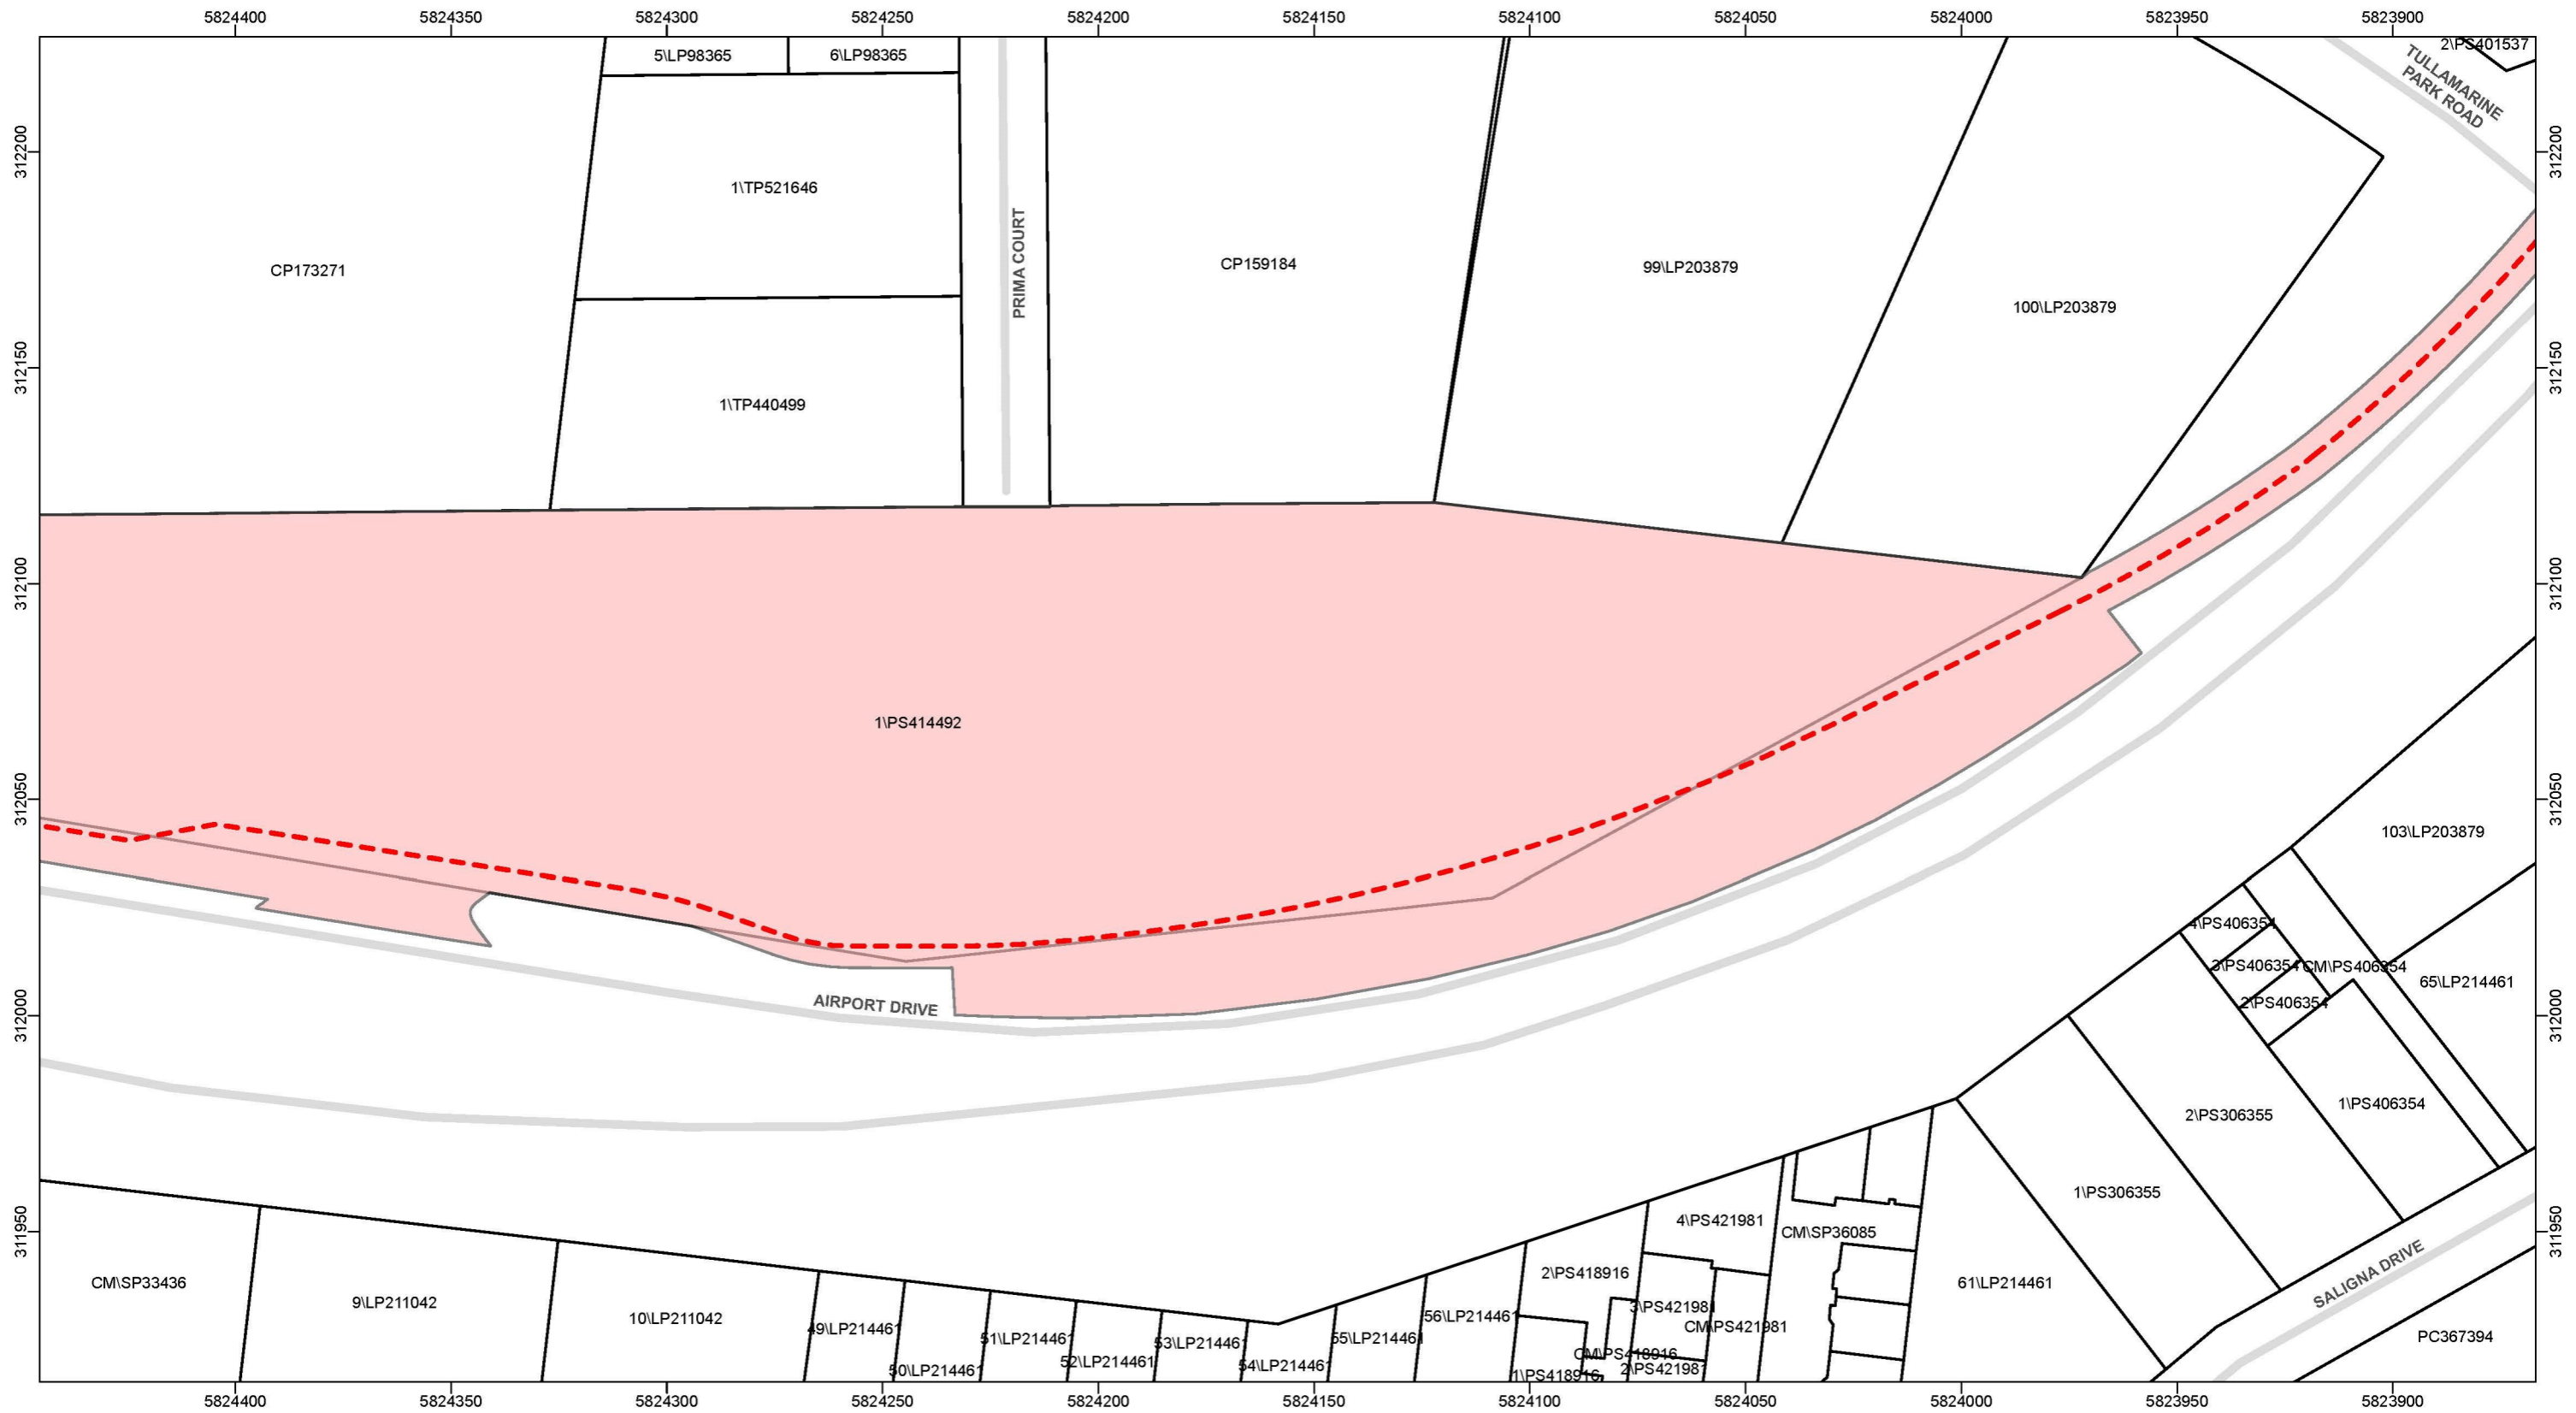 5824400 5824350 5824300 5824250 5824200 5824150 5824100 5824050 5824000 5823950 5823900
5\LP98365 6\LP98365 2\PS401537
TULLAMARINE
PARK ROAD
312200 312200
1\TP521646
PRIMA COURT
CP173271 CP159184 99\LP203879
100\LP203879
312150 312150
1\TP440499
312100 312100
1\PS414492
312050 312050
103\LP203879
4\PS406354
3\PS406354 CM\PS406354
65\LP214461
2\PS406354
AIRPORT DRIVE
312000 312000
1\PS406354
2\PS306355
1\PS306355
4\PS421981
CM\SP36085
311950 311950
SALIGNA DRIVE
2\PS418916
CM\SP33436 61\LP214461
9\LP211042
3\PS421981
10\LP211042 56\LP214461
49\LP214461 CM\PS421981
51\LP214461 55\LP214461 PC367394
53\LP214461
CM\PS418916
52\LP214461 54\LP214461
50\LP214461 2\PS421981
1\PS418916
5824400 5824350 5824300 5824250 5824200 5824150 5824100 5824050 5824000 5823950 5823900